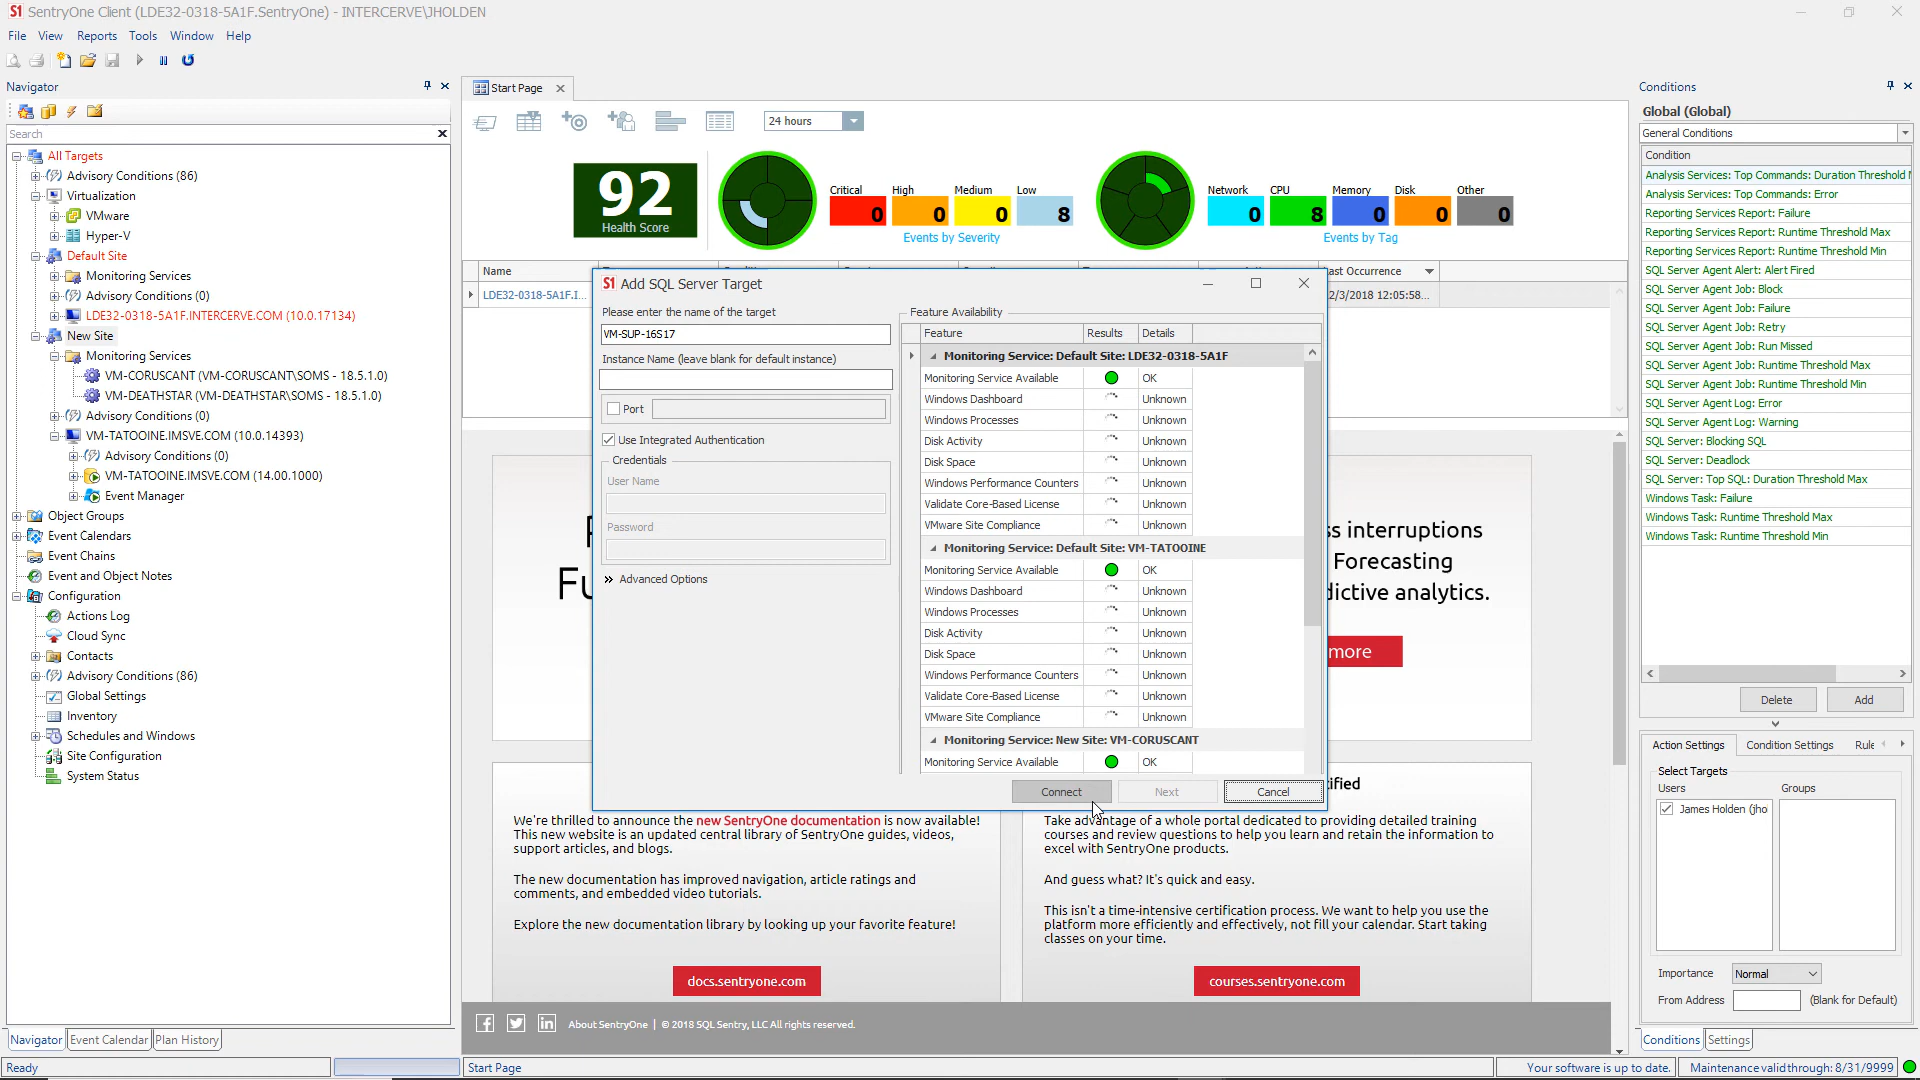 S1 SentryOne Client (LDE32-0318-5A1F.SentryOne) - INTERCERVE\JHOLDEN
File View Reports Tools Window Help
Navigator
Search
All Targets
Advisory Conditions (86)
Virtualization
VMware
Hyper-V
Default Site
Monitoring Services
Advisory Conditions (0)
LDE32-0318-5A1F.INTERCERVE.COM (10.0.17134)
New Site
Monitoring Services
VM-CORUSCANT (VM-CORUSCANT\SOMS - 18.5.1.0)
VM-DEATHSTAR (VM-DEATHSTAR\SOMS - 18.5.1.0)
Advisory Conditions (0)
VM-TATOOINE.IMSVE.COM (10.0.14393)
Advisory Conditions (0)
VM-TATOOINE.IMSVE.COM (14.00.1000)
Event Manager
Object Groups
Event Calendars
Event Chains
Event and Object Notes
Configuration
Actions Log
Cloud Sync
Contacts
Advisory Conditions (86)
Global Settings
Inventory
Schedules and Windows
Site Configuration
System Status
Navigator Event Calendar Plan History
Ready
Start Page
24 hours
92
Health Score
Critical High Medium Low
0 0 0 8
Events by Severity
Network CPU Memory Disk Other
0 8 0 0 0
Events by Tag
Name
ast Occurrence
LDE32-0318-5A1F.I...
2/3/2018 12:05:58...
S1 Add SQL Server Target
Please enter the name of the target
VM-SUP-16S17
Instance Name (leave blank for default instance)
Port
Use Integrated Authentication
Credentials
User Name
Password
Advanced Options
Feature Availability
Feature Results Details
Monitoring Service: Default Site: LDE32-0318-5A1F
Monitoring Service Available OK
Windows Dashboard Unknown
Windows Processes Unknown
Disk Activity Unknown
Disk Space Unknown
Windows Performance Counters Unknown
Validate Core-Based License Unknown
VMware Site Compliance Unknown
Monitoring Service: Default Site: VM-TATOOINE
Monitoring Service Available OK
Windows Dashboard Unknown
Windows Processes Unknown
Disk Activity Unknown
Disk Space Unknown
Windows Performance Counters Unknown
Validate Core-Based License Unknown
VMware Site Compliance Unknown
Monitoring Service: New Site: VM-CORUSCANT
Monitoring Service Available OK
Connect Next Cancel
Fu
ss interruptions
Forecasting
dictive analytics.
more
We're thrilled to announce the new SentryOne documentation is now available!
This new website is an updated central library of SentryOne guides, videos,
support articles, and blogs.
The new documentation has improved navigation, article ratings and
comments, and embedded video tutorials.
Explore the new documentation library by looking up your favorite feature!
docs.sentryone.com
ified
Take advantage of a whole portal dedicated to providing detailed training
courses and review questions to help you learn and retain the information to
excel with SentryOne products.
And guess what? It's quick and easy.
This isn't a time-intensive certification process. We want to help you use the
platform more efficiently and effectively, not fill your calendar. Start taking
classes on your time.
courses.sentryone.com
About SentryOne | © 2018 SQL Sentry, LLC All rights reserved.
Start Page
Conditions
Global (Global)
General Conditions
Condition
Analysis Services: Top Commands: Duration Threshold
Analysis Services: Top Commands: Error
Reporting Services Report: Failure
Reporting Services Report: Runtime Threshold Max
Reporting Services Report: Runtime Threshold Min
SQL Server Agent Alert: Alert Fired
SQL Server Agent Job: Block
SQL Server Agent Job: Failure
SQL Server Agent Job: Retry
SQL Server Agent Job: Run Missed
SQL Server Agent Job: Runtime Threshold Max
SQL Server Agent Job: Runtime Threshold Min
SQL Server Agent Log: Error
SQL Server Agent Log: Warning
SQL Server: Blocking SQL
SQL Server: Deadlock
SQL Server: Top SQL: Duration Threshold Max
Windows Task: Failure
Windows Task: Runtime Threshold Max
Windows Task: Runtime Threshold Min
Delete Add
Action Settings Condition Settings Rule
Select Targets
Users Groups
James Holden (jho
Importance Normal
From Address (Blank for Default)
Conditions Settings
Your software is up to date. Maintenance valid through: 8/31/9999